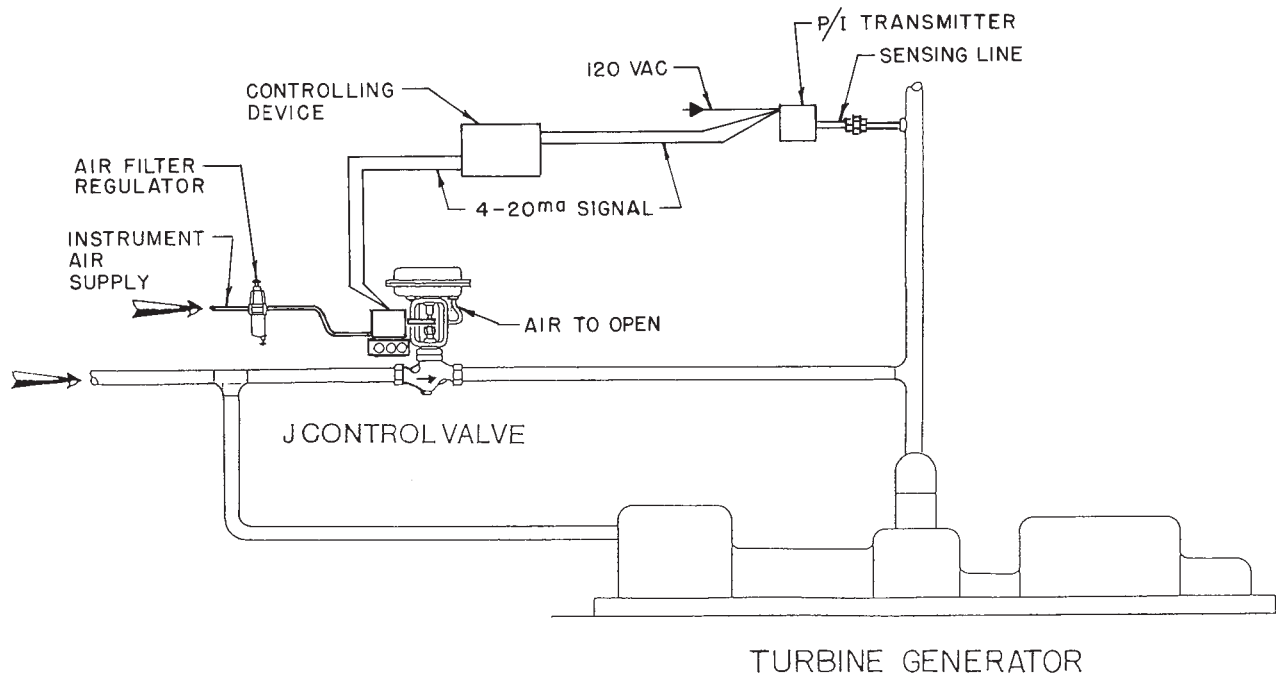 P/I TRANSMITTER
SENSING LINE
120 VAC
CONTROLLING
DEVICE
AIR FILTER
REGULATOR
4-20ma SIGNAL
INSTRUMENT
AIR
SUPPLY
AIR TO OPEN
J CONTROL VALVE
TURBINE GENERATOR